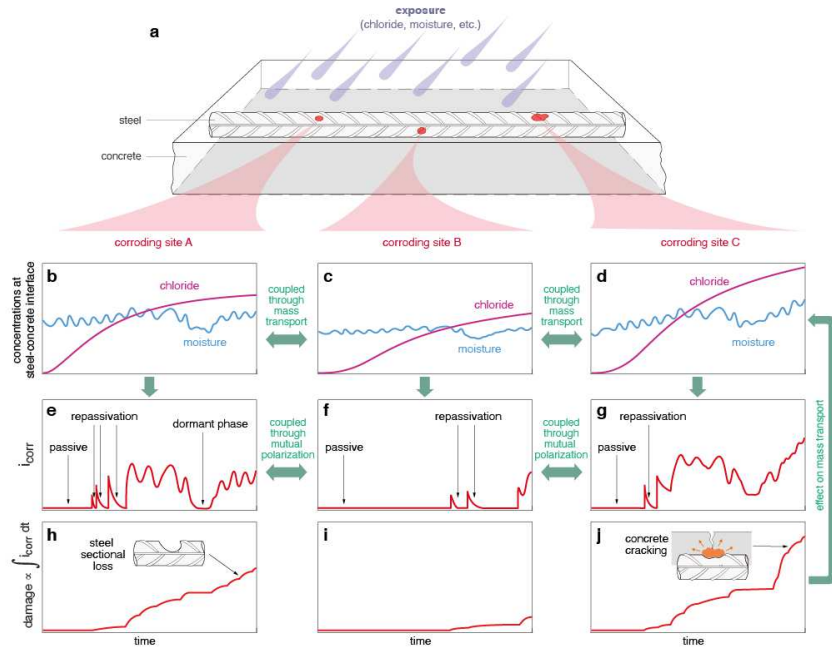 exposure
(chloride, moisture, etc.)
a
steel
concrete
corroding site A
corroding site B
corroding site C
concentrations at
steel-concrete interface
b
chloride
moisture
coupled
through
mass
transport
c
chloride
moisture
coupled
through
mass
transport
d
chloride
moisture
i corr
e
repassivation
passive
dormant phase
coupled
through
mutual
polarization
f
repassivation
passive
coupled
through
mutual
polarization
g
repassivation
passive
effect on mass transport
damage ∝ ∫ i corr dt
h
steel
sectional
loss
i
j
concrete
cracking
time
time
time